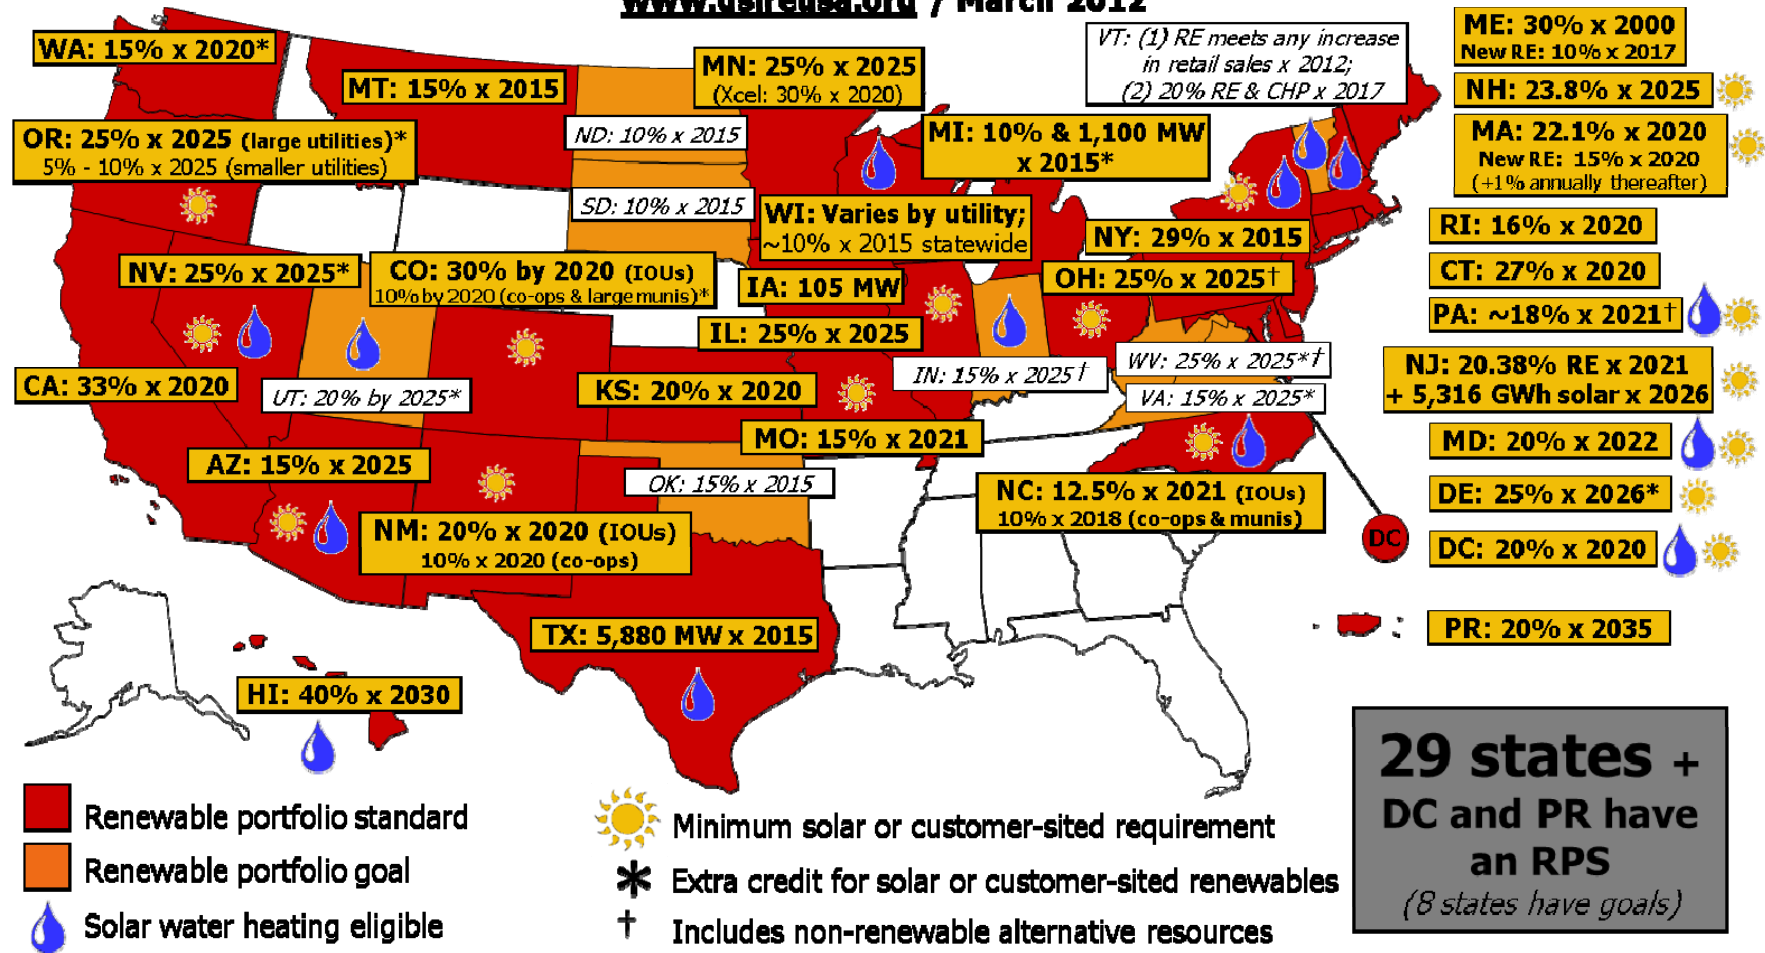 www.dsireusa.org / March 2012
WA: 15% x 2020*
MT: 15% x 2015
MN: 25% x 2025
(Xcel: 30% x 2020)
VT: (1) RE meets any increase
in retail sales x 2012;
(2) 20% RE & CHP x 2017
ME: 30% x 2000
New RE: 10% x 2017
NH: 23.8% x 2025
OR: 25% x 2025 (large utilities)*
5% - 10% x 2025 (smaller utilities)
ND: 10% x 2015
MI: 10% & 1,100 MW
x 2015*
MA: 22.1% x 2020
New RE: 15% x 2020
(+1% annually thereafter)
SD: 10% x 2015
WI: Varies by utility;
~10% x 2015 statewide
NY: 29% x 2015
RI: 16% x 2020
NV: 25% x 2025*
CO: 30% by 2020 (IOUs)
10% by 2020 (co-ops & large munis)*
IA: 105 MW
OH: 25% x 2025†
CT: 27% x 2020
IL: 25% x 2025
PA: ~18% x 2021†
CA: 33% x 2020
UT: 20% by 2025*
KS: 20% x 2020
IN: 15% x 2025†
WV: 25% x 2025*†
VA: 15% x 2025*
NJ: 20.38% RE x 2021
+ 5,316 GWh solar x 2026
MO: 15% x 2021
MD: 20% x 2022
AZ: 15% x 2025
OK: 15% x 2015
NC: 12.5% x 2021 (IOUs)
10% x 2018 (co-ops & munis)
DE: 25% x 2026*
NM: 20% x 2020 (IOUs)
10% x 2020 (co-ops)
DC
DC: 20% x 2020
TX: 5,880 MW x 2015
PR: 20% x 2035
HI: 40% x 2030
29 states +
DC and PR have
an RPS
(8 states have goals)
Renewable portfolio standard
Renewable portfolio goal
Solar water heating eligible
Minimum solar or customer-sited requirement
* Extra credit for solar or customer-sited renewables
† Includes non-renewable alternative resources